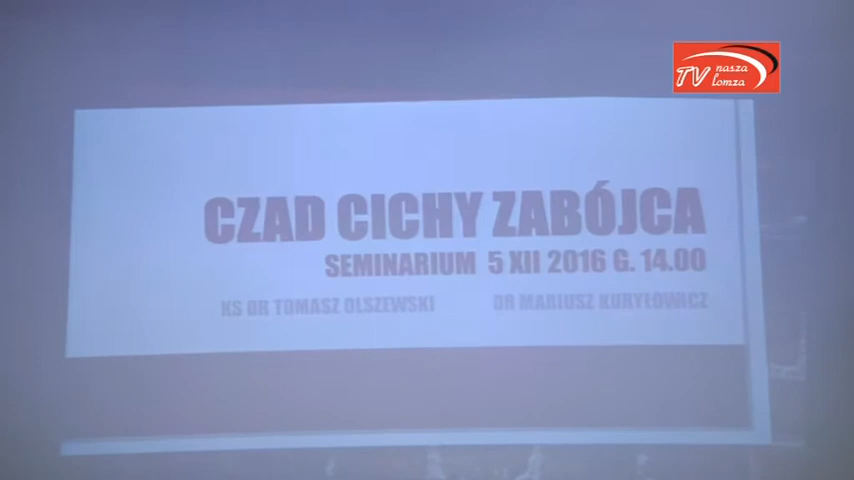 TV nasza
łomza
CZAD CICHY ZABÓJCA
SEMINARIUM 5 XII 2016 G. 14.00
KS DR TOMASZ OLSZEWSKI DR MARIUSZ KURYŁOWICZ